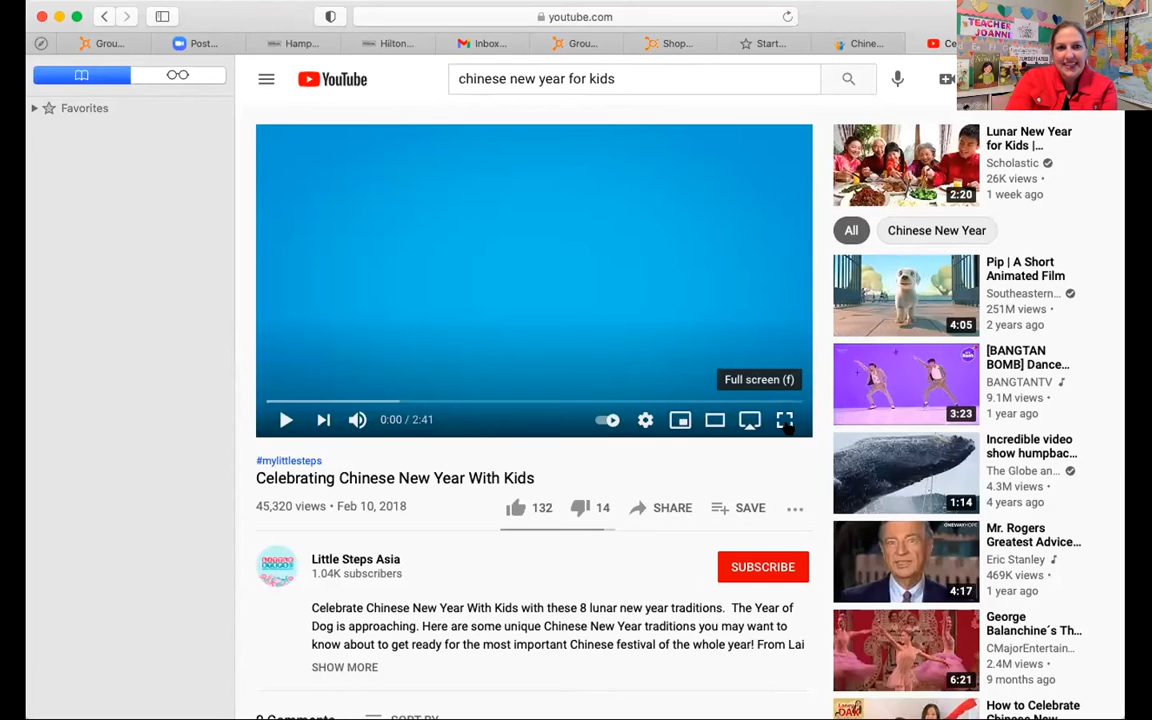 youtube.com
Grou...
Post...
Hamp...
Hilton...
Inbox...
Grou...
Shop...
Start...
Chine...
Ce
Favorites
YouTube
chinese new year for kids
TEACHER
JOANNE
Full screen (f)
0:00 / 2:41
#mylittlesteps
Celebrating Chinese New Year With Kids
45,320 views • Feb 10, 2018
132
14
SHARE
SAVE
Little Steps Asia
1.04K subscribers
SUBSCRIBE
Celebrate Chinese New Year With Kids with these 8 lunar new year traditions. The Year of
Dog is approaching. Here are some unique Chinese New Year traditions you may want to
know about to get ready for the most important Chinese festival of the whole year! From Lai
SHOW MORE
0 Comments
SORT BY
2:20
Lunar New Year
for Kids |...
Scholastic
26K views •
1 week ago
All
Chinese New Year
4:05
Pip | A Short
Animated Film
Southeastern...
251M views •
2 years ago
3:23
[BANGTAN
BOMB] Dance...
BANGTANTV
9.1M views •
1 year ago
1:14
Incredible video
show humpbac...
The Globe an...
4.3M views •
4 years ago
4:17
Mr. Rogers
Greatest Advice...
Eric Stanley
469K views •
1 year ago
6:21
George
Balanchine´s Th...
CMajorEntertain...
2.4M views •
9 months ago
How to Celebrate
Chinese New